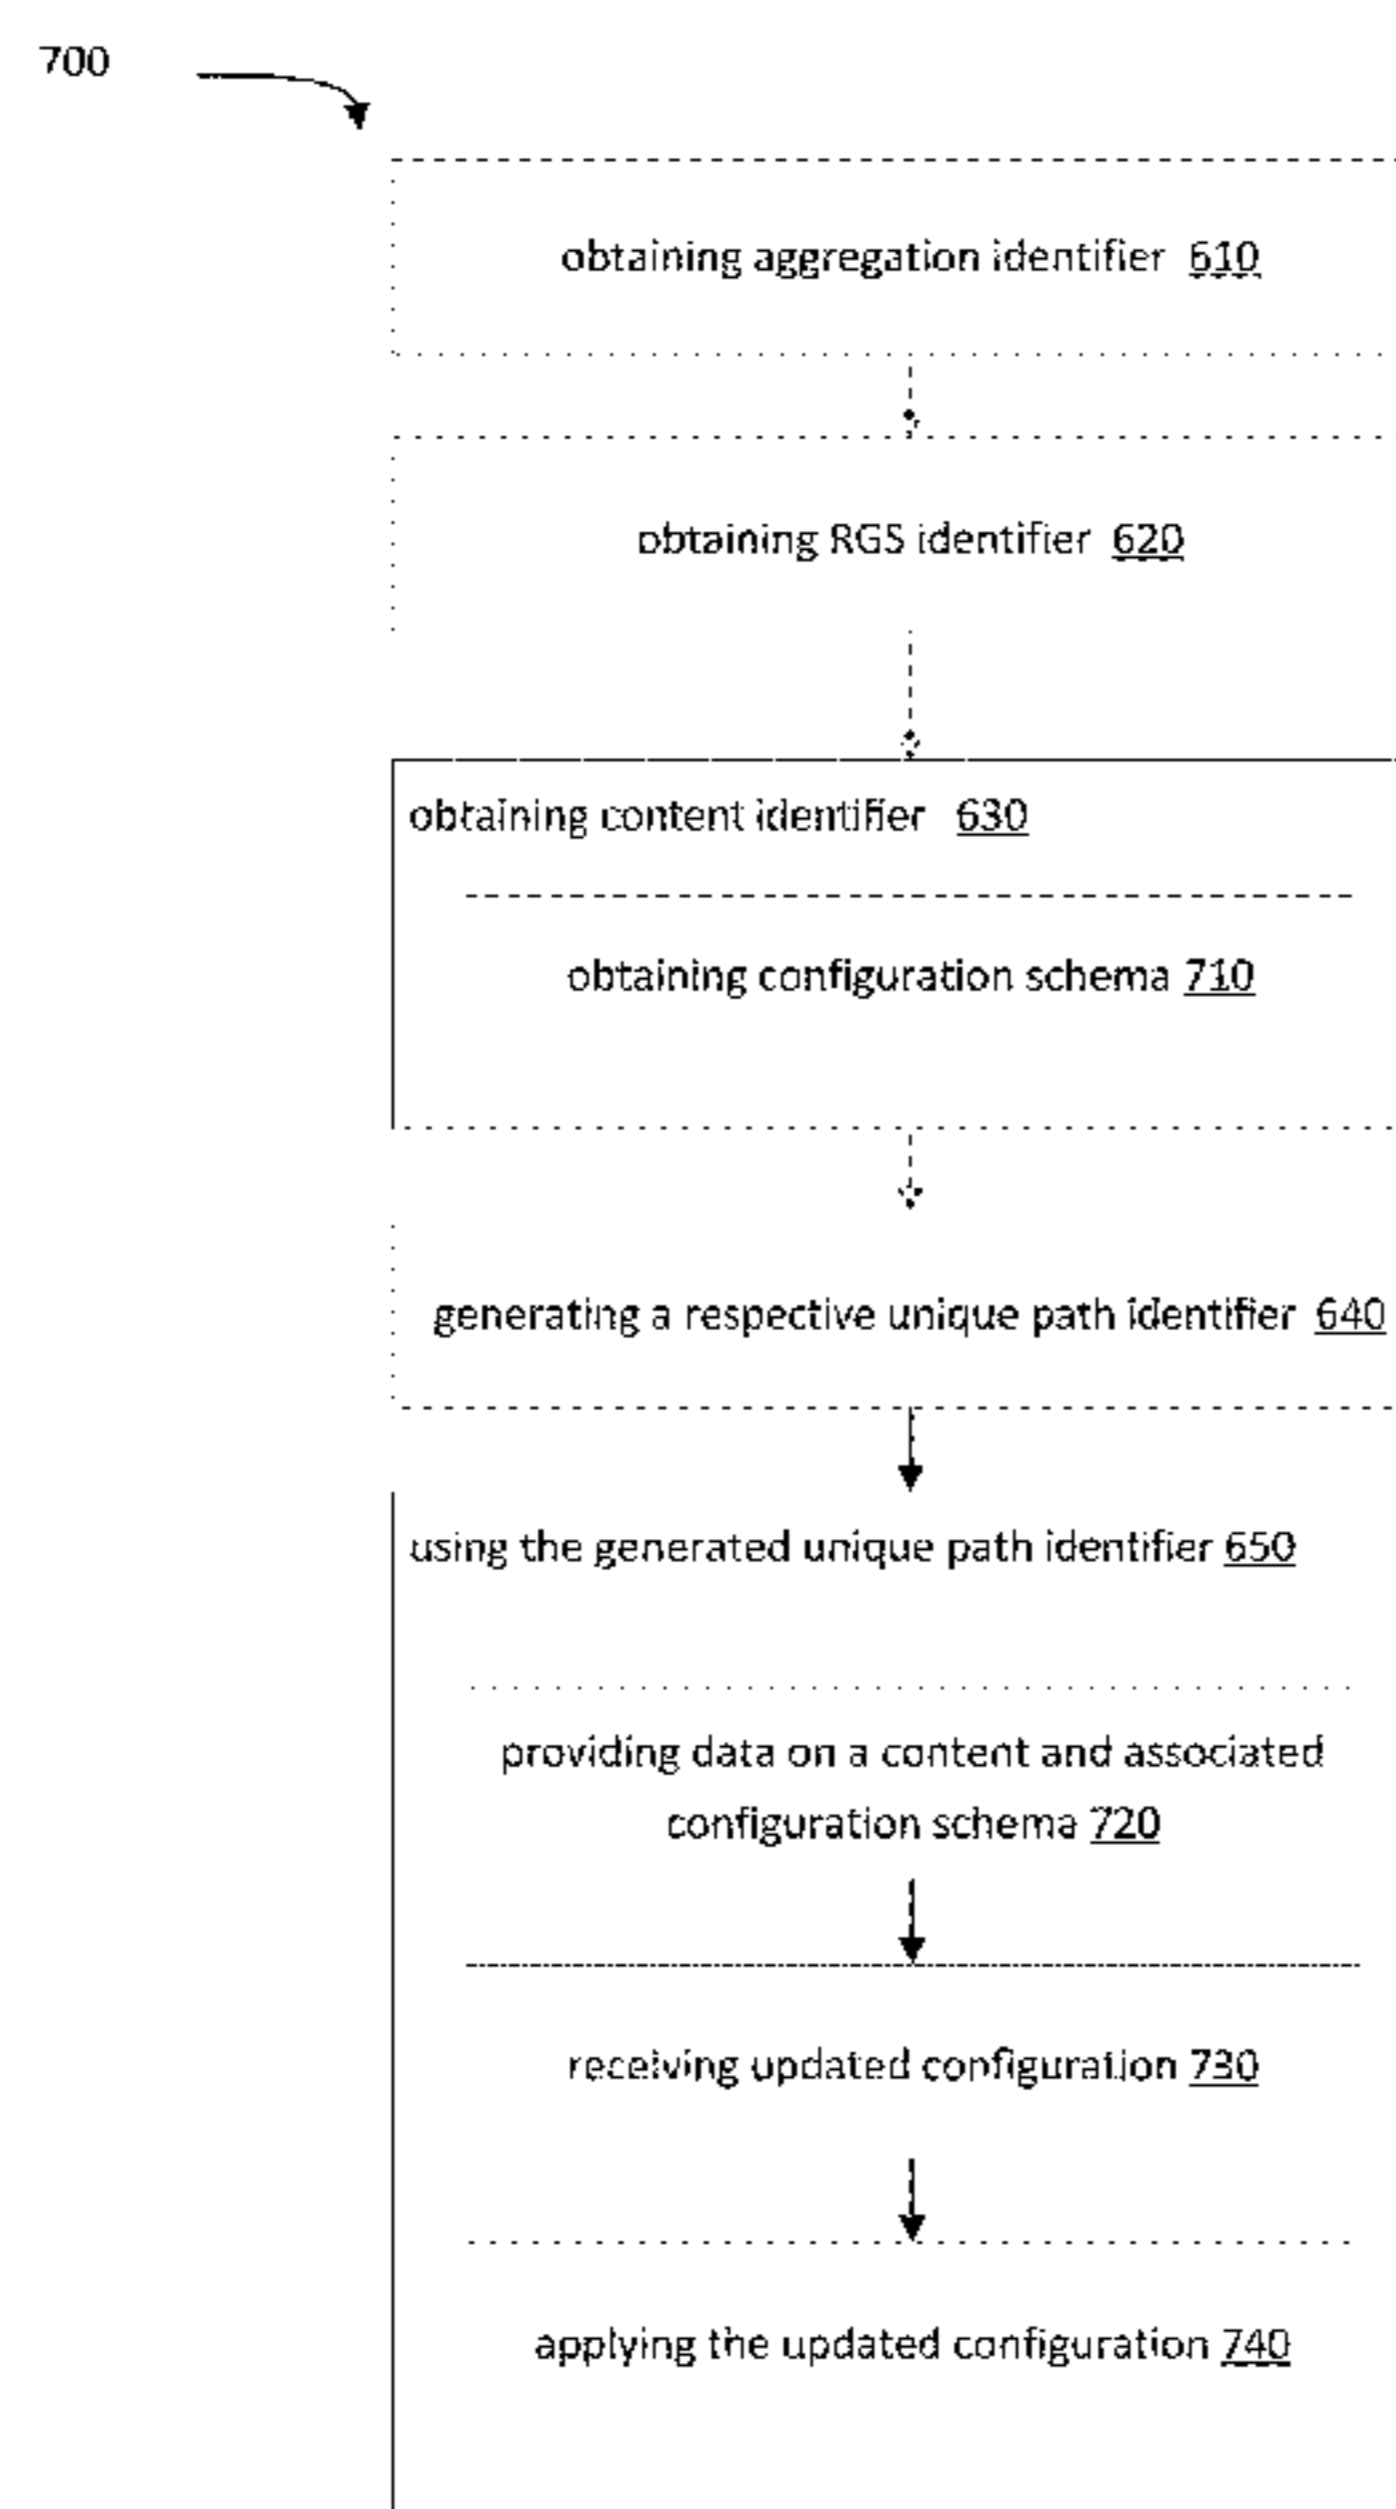 700
obtaining aggregation identifier 610
obtaining RGS identifier 620
obtaining content identifier 630
obtaining configuration schema 710
generating a respective unique path identifier 640
using the generated unique path identifier 650
providing data on a content and associated
configuration schema 720
receiving updated configuration 730
applying the updated configuration 740